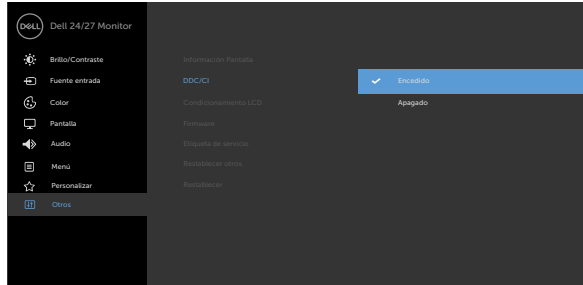 DELL Dell 24/27 Monitor
Brillo/Contraste
Fuente entrada
Color
Pantalla
Audio
Menú
Personalizar
Otros
Información Pantalla
DDC/CI
Condicionamiento LCD
Firmware
Etiqueta de servicio
Restablecer otros
Restablecer
Encedido
Apagado